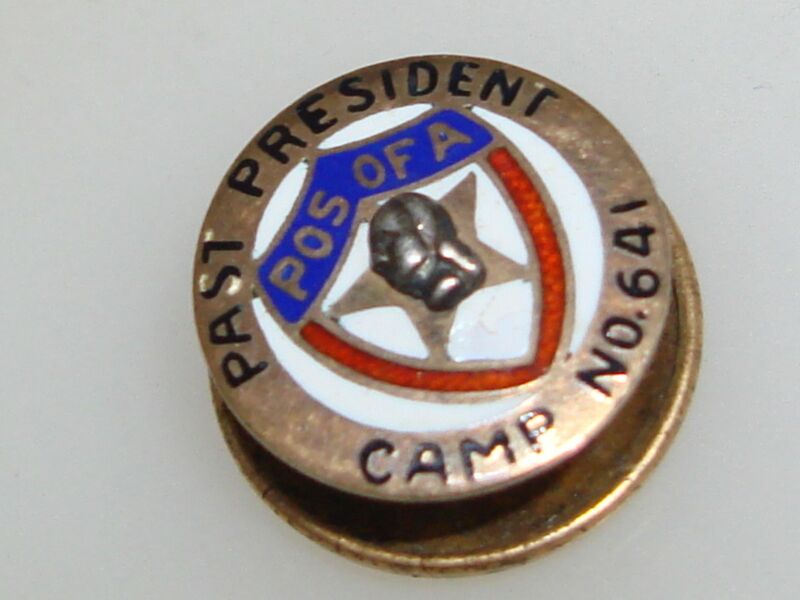 PAST PRESIDENT
POS OF A
CAMP NO. 641